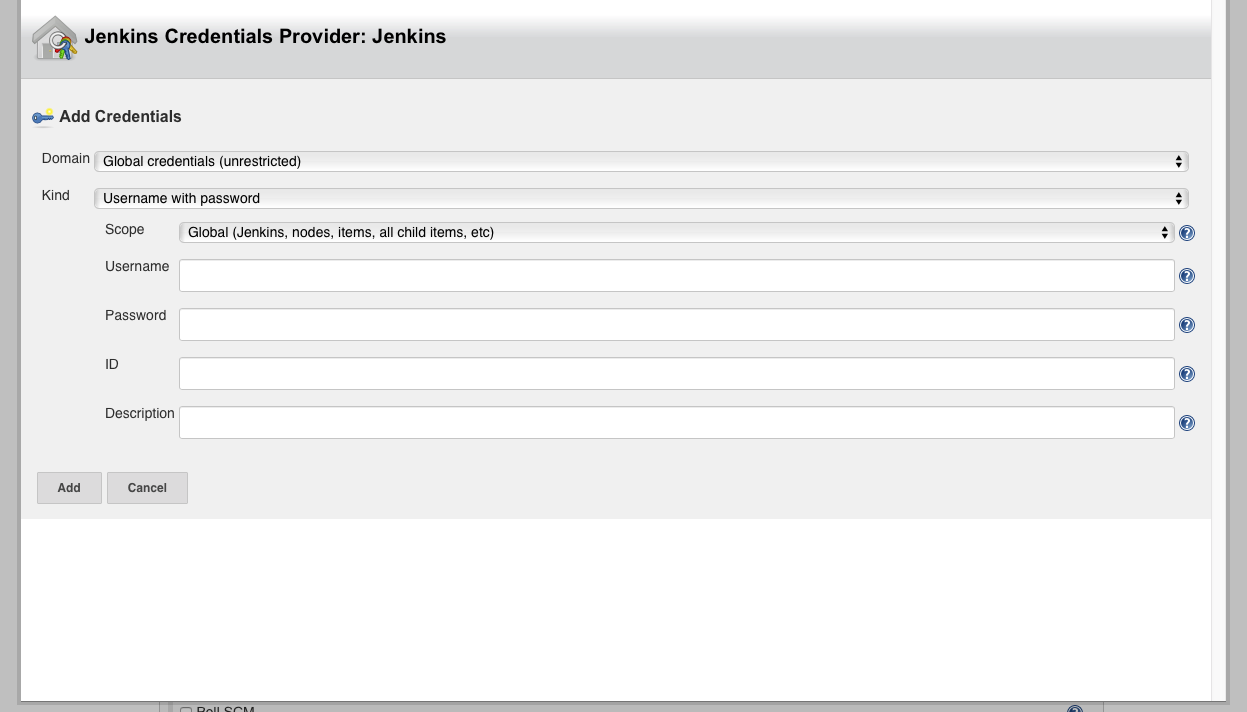 Jenkins Credentials Provider: Jenkins
Add Credentials
Domain Global credentials (unrestricted)
Kind Username with password
Scope Global (Jenkins, nodes, items, all child items, etc)
Username
Password
ID
Description
Add Cancel
Poll SCM